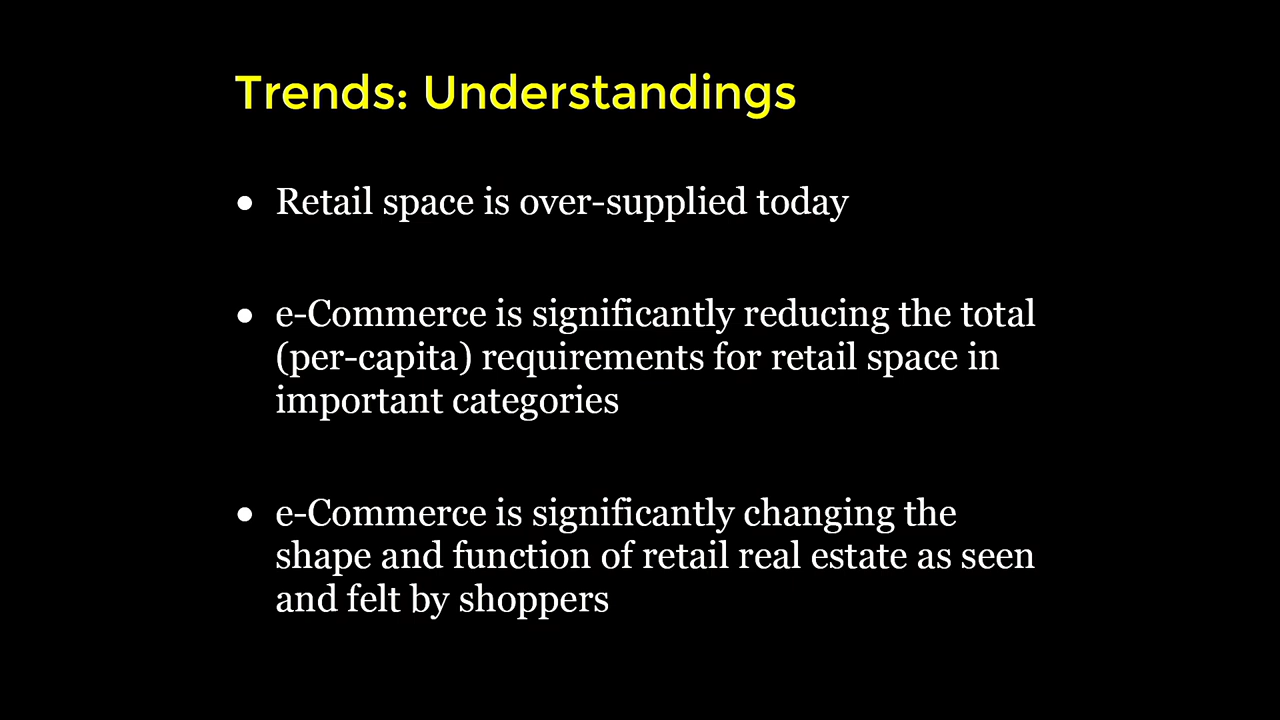 Trends: Understandings
● Retail space is over-supplied today
● e-Commerce is significantly reducing the total
(per-capita) requirements for retail space in
important categories
● e-Commerce is significantly changing the
shape and function of retail real estate as seen
and felt by shoppers